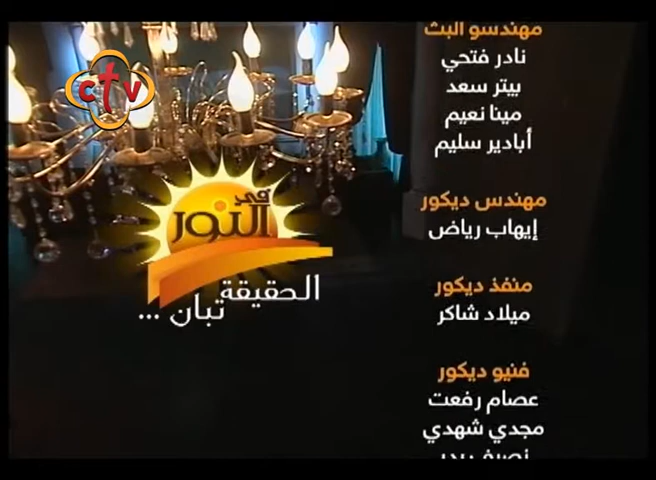 مهندسو البث
نادر فتحي
بيتر سعد
مينا نعيم
أبادير سليم
مهندس ديكور
إيهاب رياض
منفذ ديكور
ميلاد شاكر
فنيو ديكور
عصام رفعت
مجدي شهدي
ctv
في
النور
الحقيقة
تبان ...